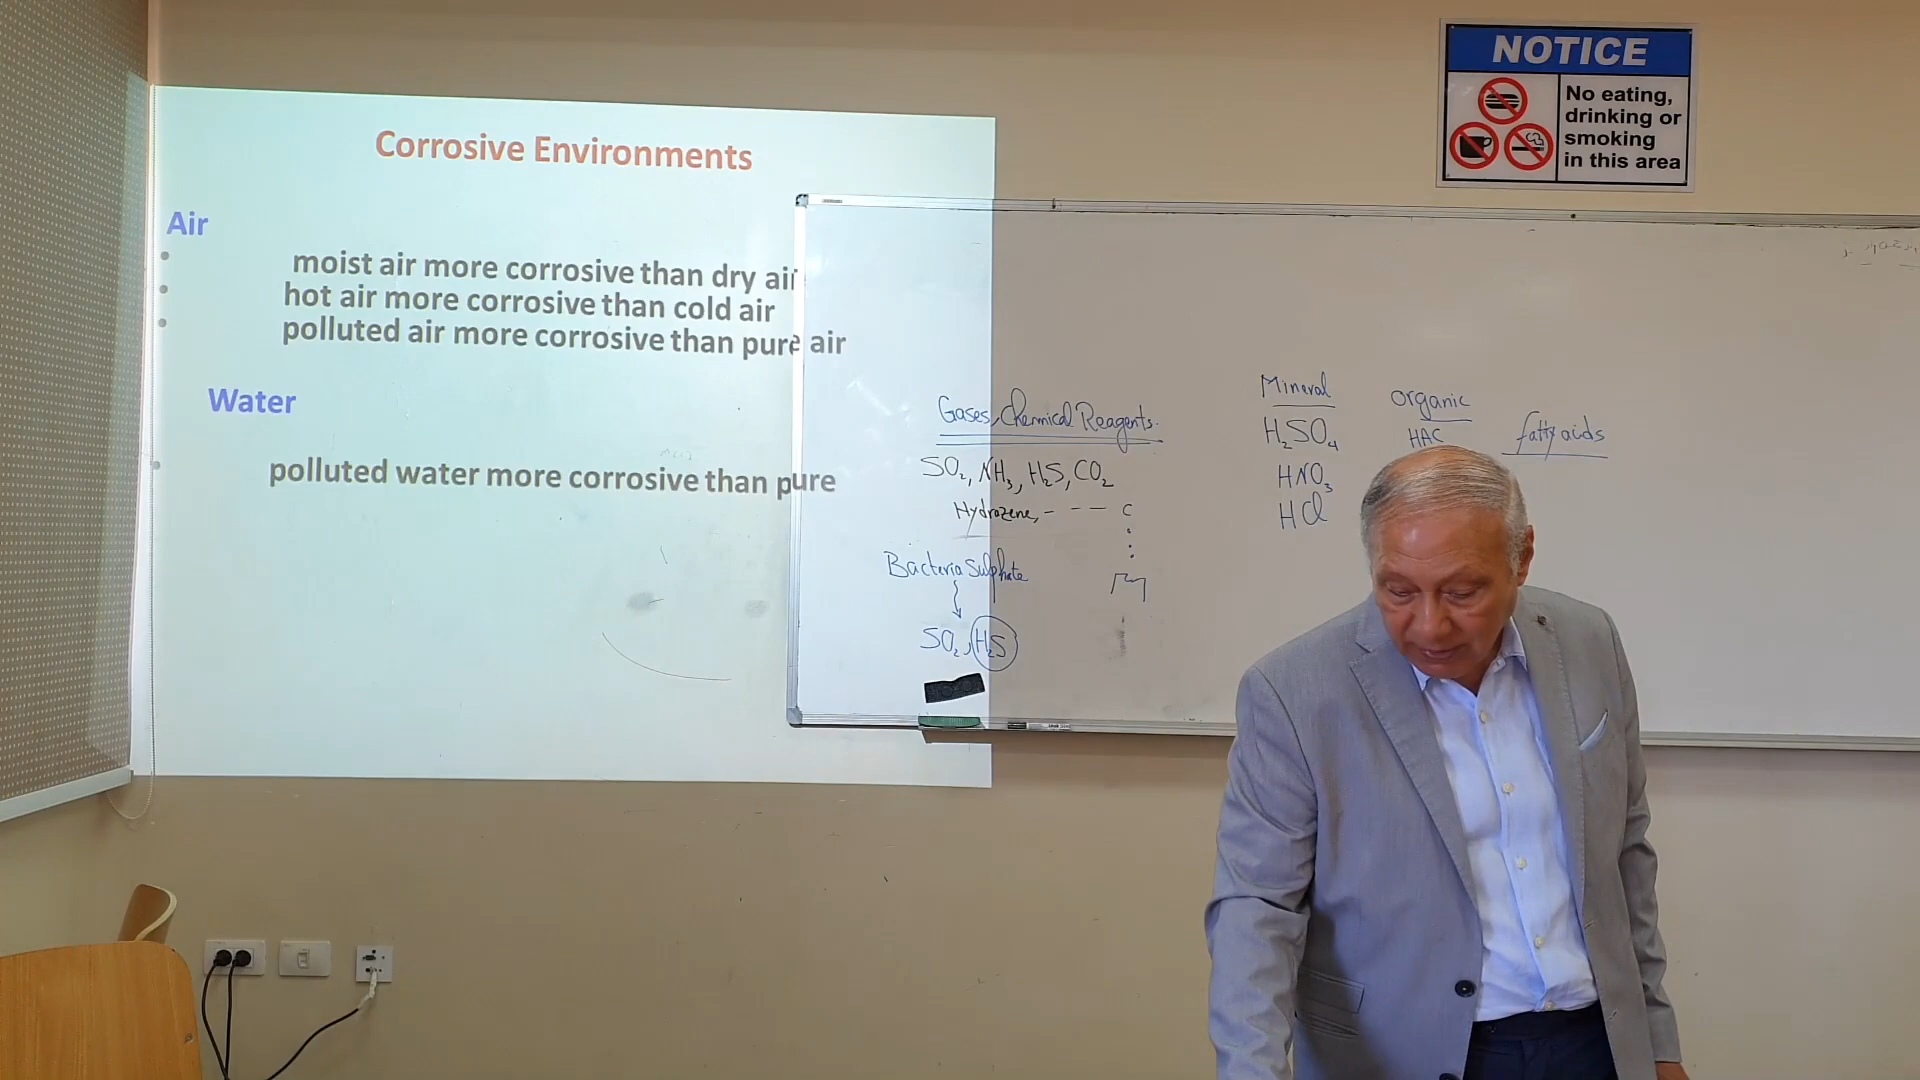 Corrosive Environments
Air
• moist air more corrosive than dry air
• hot air more corrosive than cold air
• polluted air more corrosive than pure air
Water
• polluted water more corrosive than pure
Gases, Chemical Reagents.
SO₂, NH₃, H₂S, CO₂
Hydrozene, - - - C
Bacteria Sulphate
SO₂, H₂S
Mineral
H₂SO₄
HNO₃
HCl
Organic
HAC
fatty aids
NOTICE
No eating,
drinking or
smoking
in this area